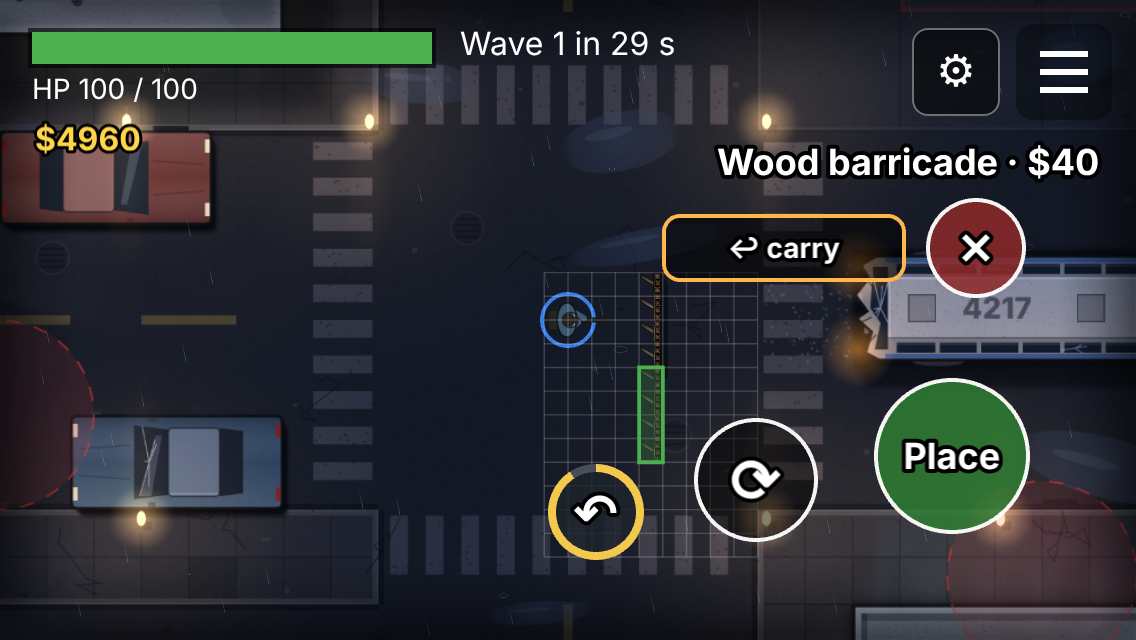 Wave 1 in 29 s
HP 100 / 100
$4960
Wood barricade · $40
↩ carry
4217
Place